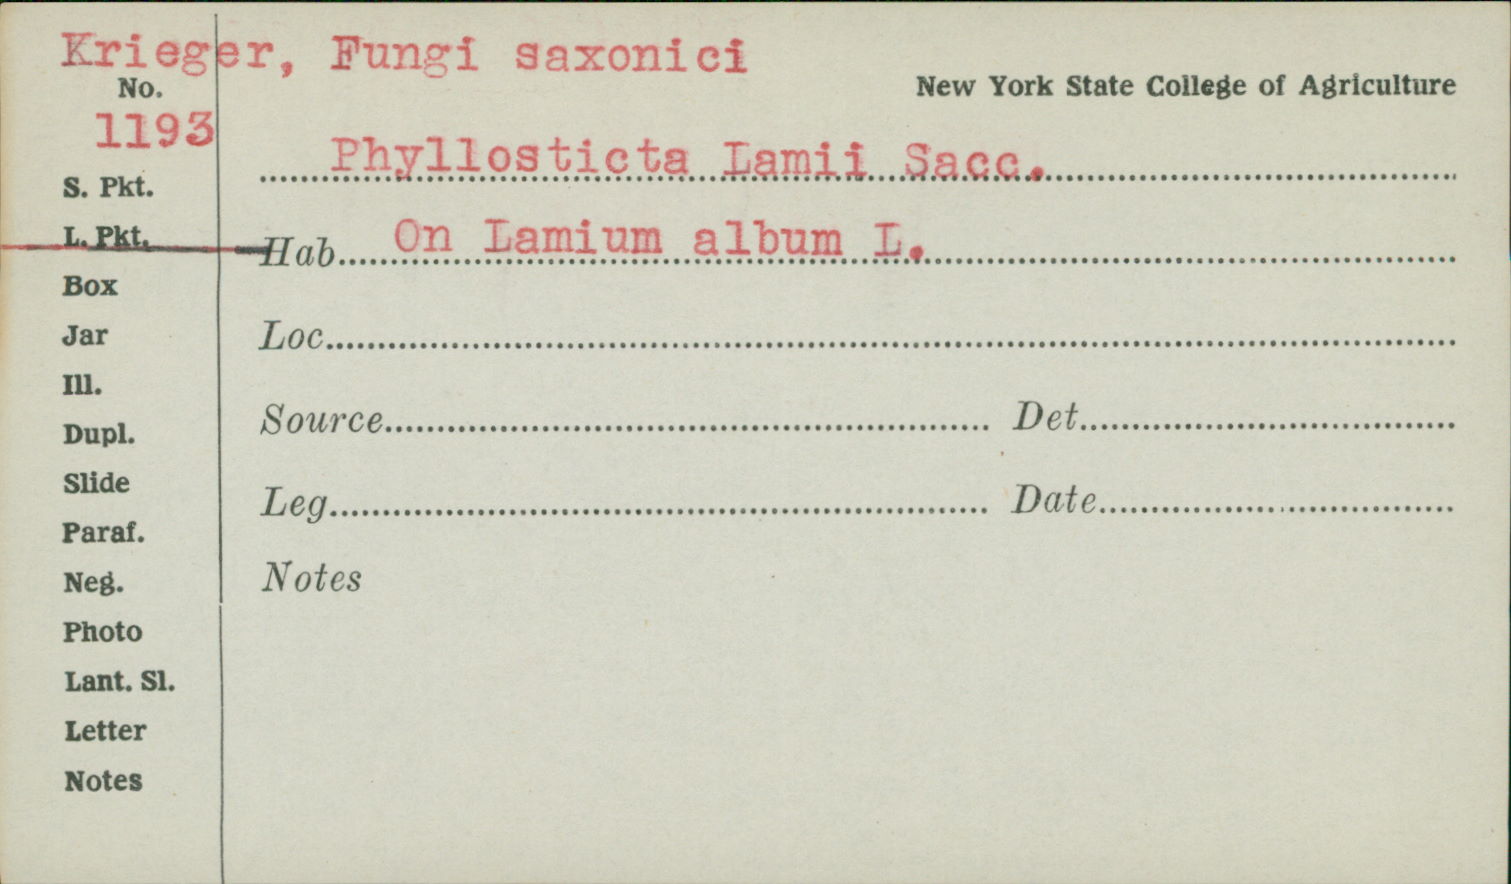 Krieger, Fungi saxonici
New York State College of Agriculture
No.
1193
Phyllosticta Lamii Sacc.
S. Pkt.
L. Pkt.
Hab. On Lamium album L.
Box
Jar
Loc.
Ill.
Dupl.
Source Det.
Slide
Leg. Date
Paraf.
Neg.
Notes
Photo
Lant. Sl.
Letter
Notes